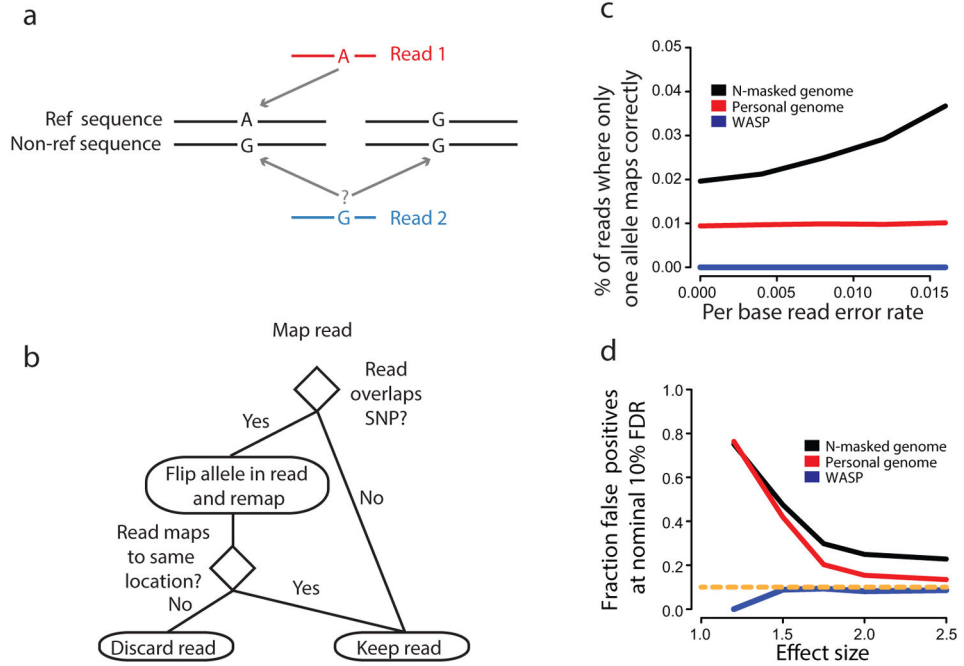 a
A
Read 1
Ref sequence
A
G
Non-ref sequence
G
G
?
G
Read 2
b
Map read
Read
overlaps
SNP?
Yes
No
Flip allele in read
and remap
Read maps
to same
location?
No
Yes
Discard read
Keep read
c
% of reads where only
one allele maps correctly
0.05
0.04
0.03
0.02
0.01
0.00
N-masked genome
Personal genome
WASP
0.000
0.005
0.010
0.015
Per base read error rate
d
Fraction false positives
at nominal 10% FDR
1.0
0.8
0.6
0.4
0.2
0.0
N-masked genome
Personal genome
WASP
1.0
1.5
2.0
2.5
Effect size